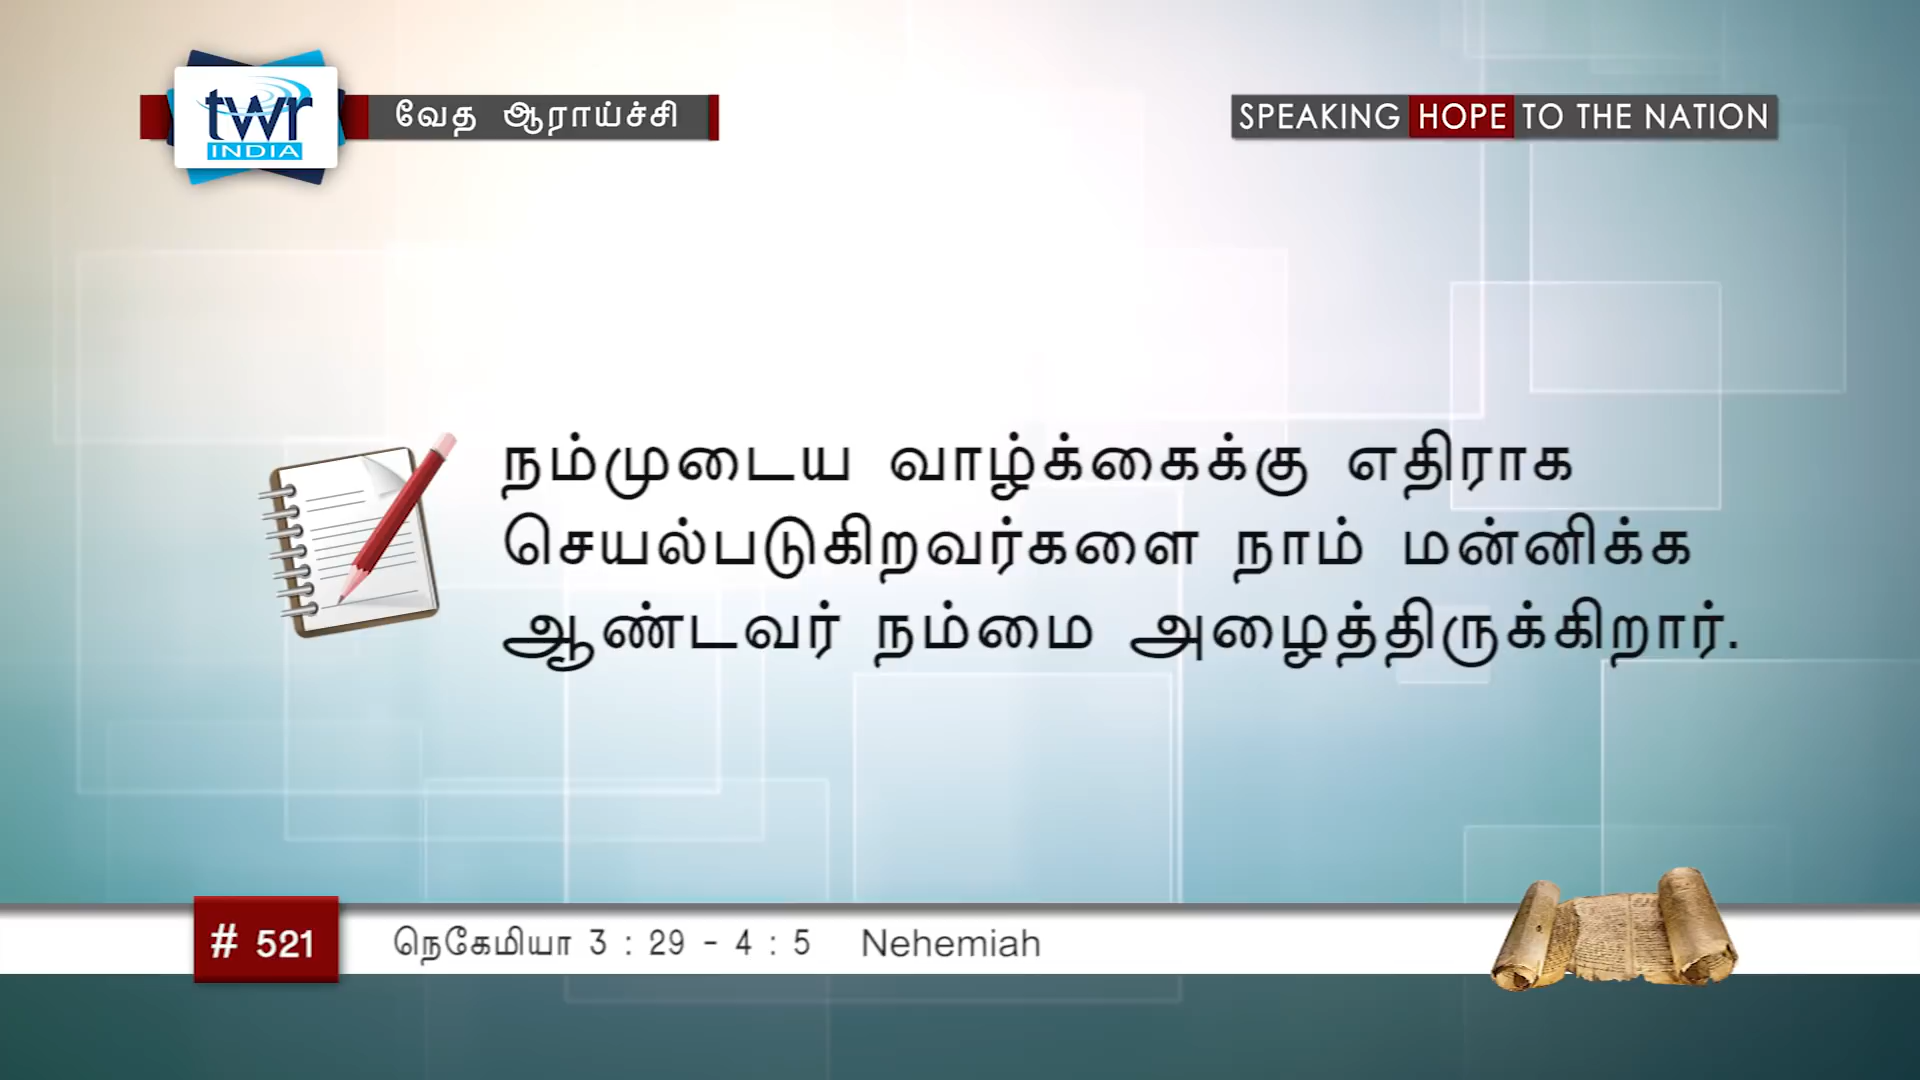 twr
INDIA
வேத ஆராய்ச்சி
SPEAKING HOPE TO THE NATION
நம்முடைய வாழ்க்கைக்கு எதிராக
செயல்படுகிறவர்களை நாம் மன்னிக்க
ஆண்டவர் நம்மை அழைத்திருக்கிறார்.
# 521
நெகேமியா 3 : 29 - 4 : 5 Nehemiah